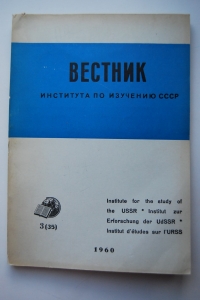 ВЕСТНИК
ИНСТИТУТА ПО ИЗУЧЕНИЮ СССР
Institute for the study of
the USSR * Institut zur
Erforschung der UdSSR *
Institut d'études sur l'URSS
3 (35)
1960